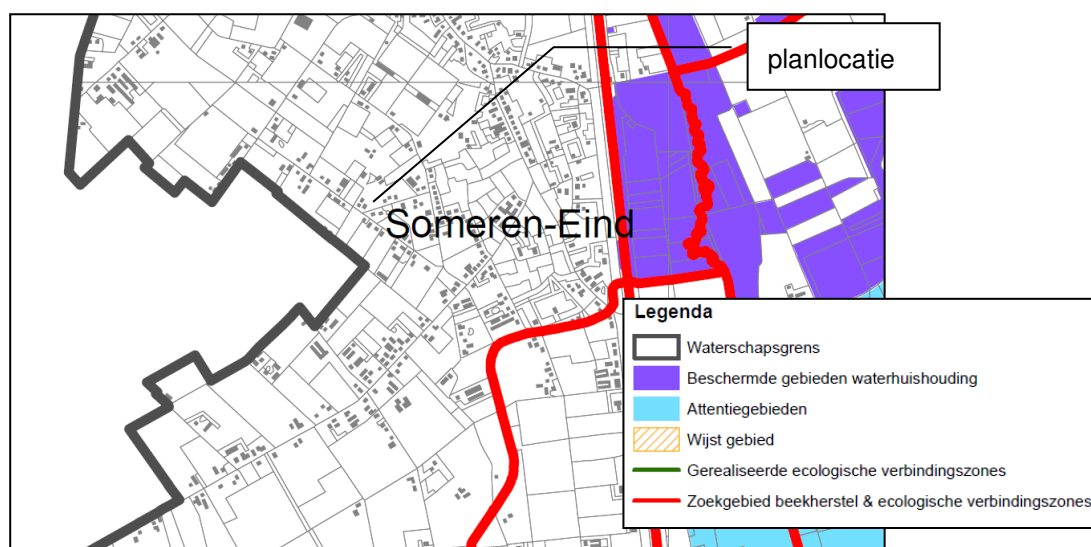 planlocatie
Someren-Eind
Legenda
Waterschapsgrens
Beschermde gebieden waterhuishouding
Attentiegebieden
Wijst gebied
Gerealiseerde ecologische verbindingszones
Zoekgebied beekherstel & ecologische verbindingszones